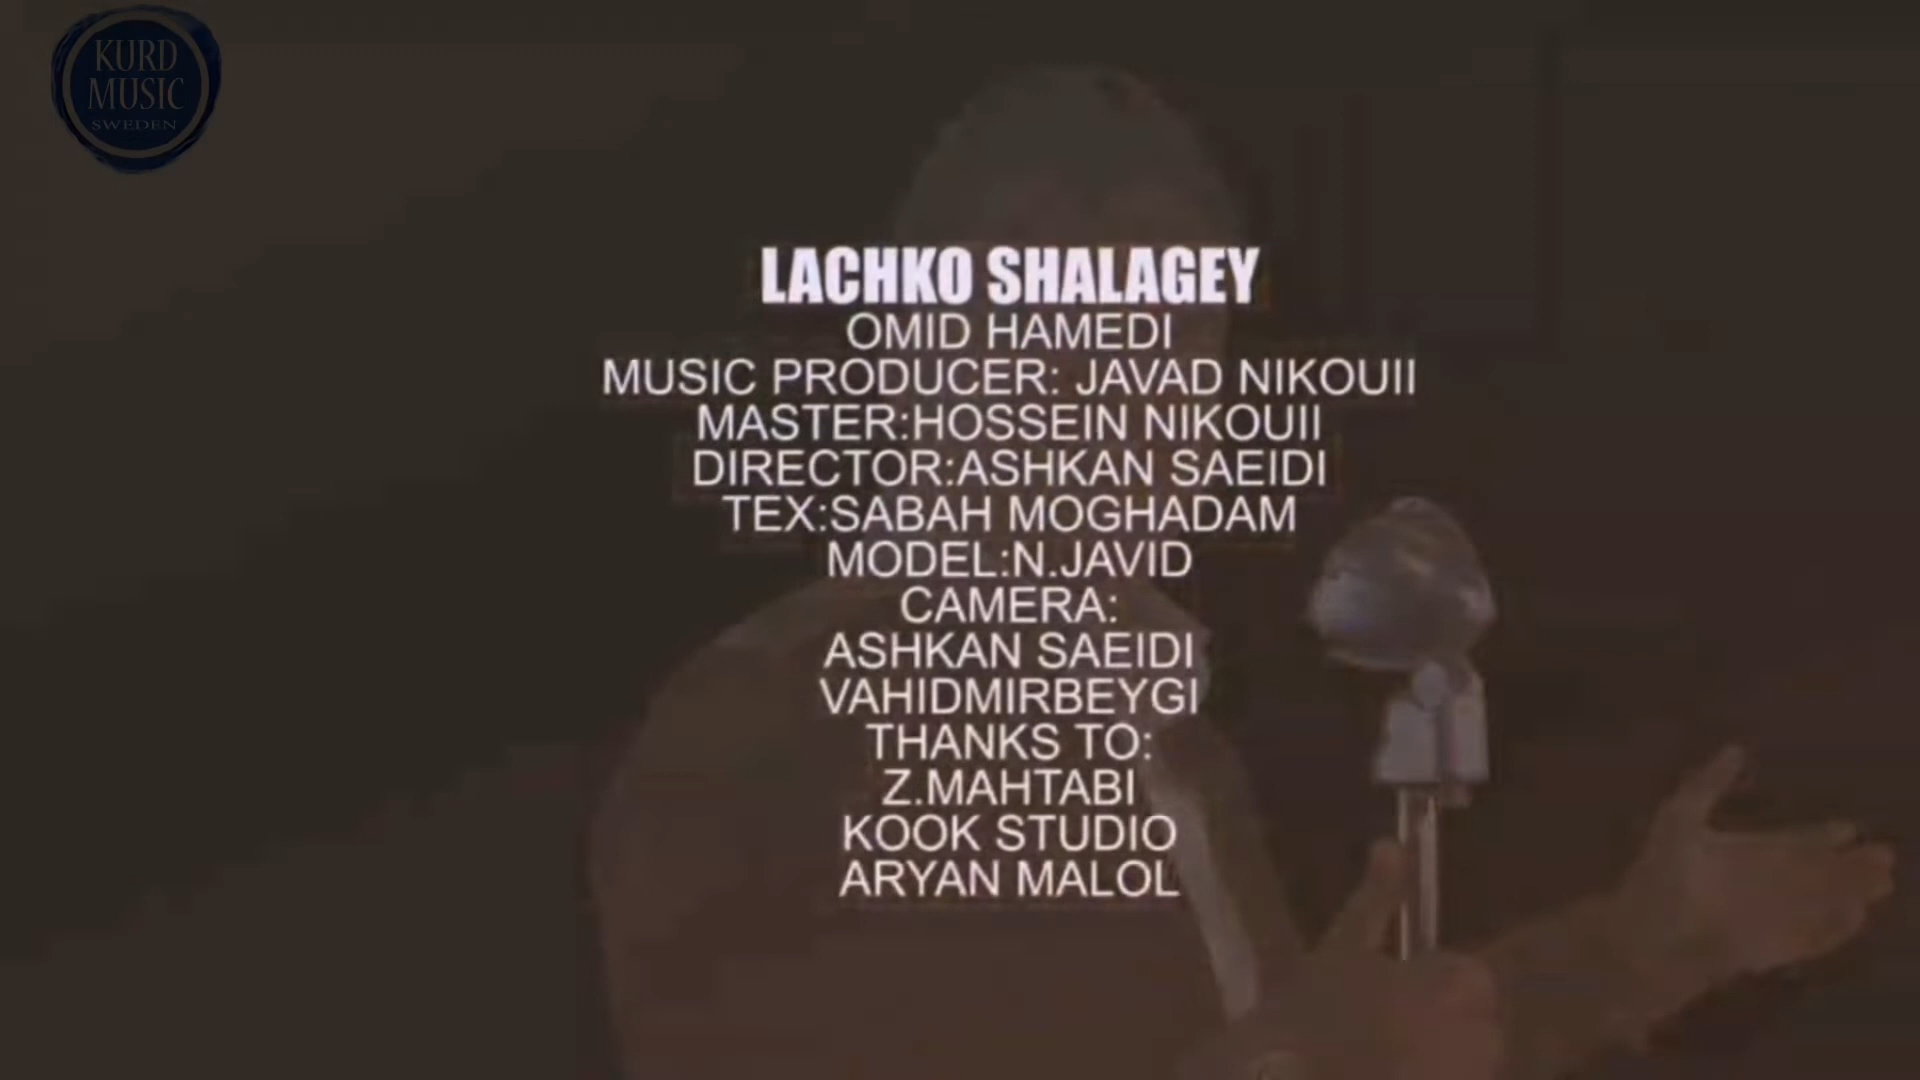 KURD
MUSIC
SWEDEN
LACHKO SHALAGEY
OMID HAMEDI
MUSIC PRODUCER: JAVAD NIKOUII
MASTER:HOSSEIN NIKOUII
DIRECTOR:ASHKAN SAEIDI
TEX:SABAH MOGHADAM
MODEL:N.JAVID
CAMERA:
ASHKAN SAEIDI
VAHIDMIRBEYGI
THANKS TO:
Z.MAHTABI
KOOK STUDIO
ARYAN MALOL